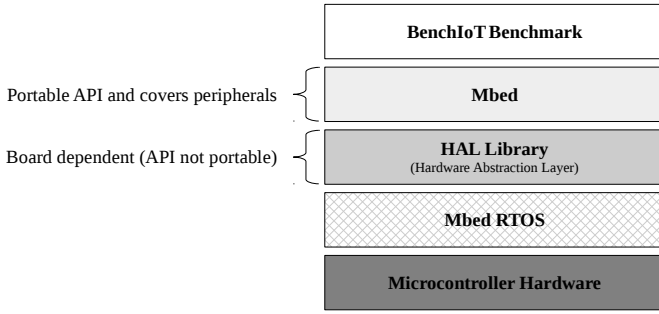 BenchIoT Benchmark
Portable API and covers peripherals
Mbed
Board dependent (API not portable)
HAL Library
(Hardware Abstraction Layer)
Mbed RTOS
Microcontroller Hardware